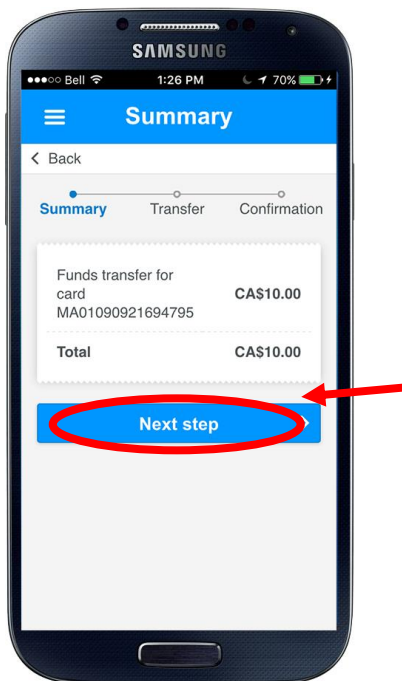 SAMSUNG
Bell 1:26 PM 70%
Summary
Back
Summary Transfer Confirmation
Funds transfer for
card CA$10.00
MA01090921694795
Total CA$10.00
Next step